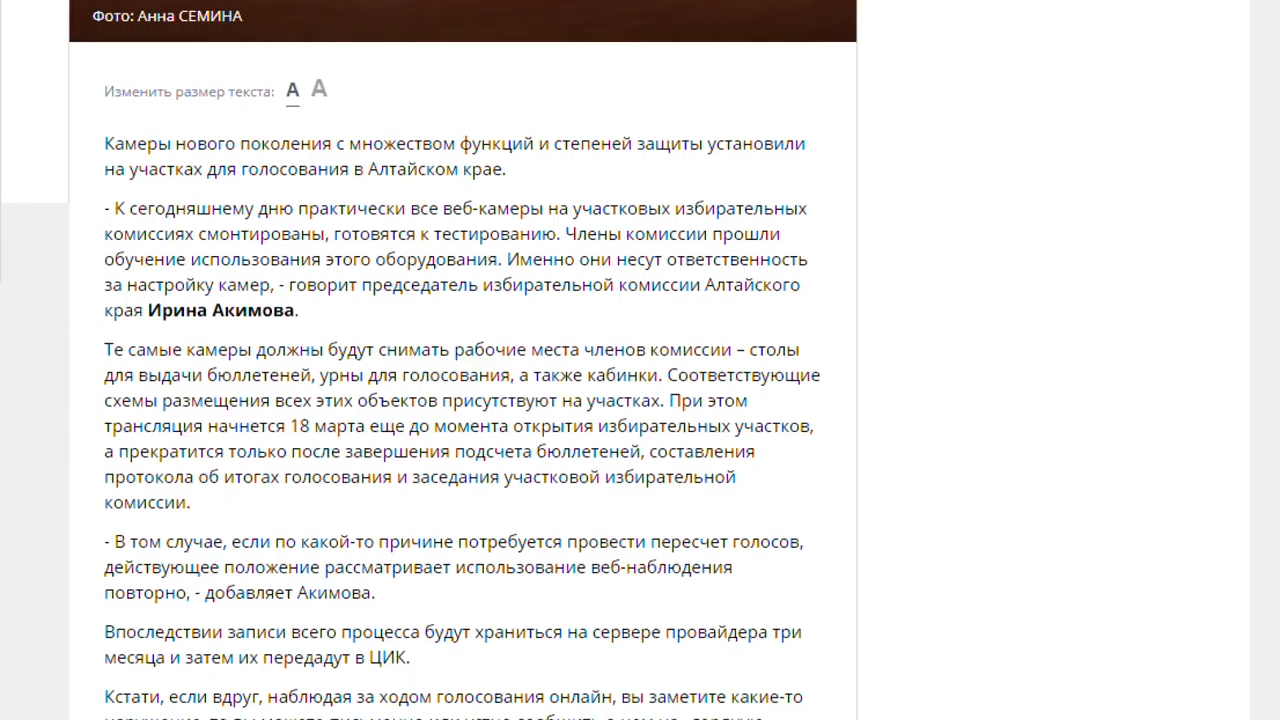 Фото: Анна СЕМИНА
Изменить размер текста: A A
Камеры нового поколения с множеством функций и степеней защиты установили
на участках для голосования в Алтайском крае.
- К сегодняшнему дню практически все веб-камеры на участковых избирательных
комиссиях смонтированы, готовятся к тестированию. Члены комиссии прошли
обучение использования этого оборудования. Именно они несут ответственность
за настройку камер, - говорит председатель избирательной комиссии Алтайского
края Ирина Акимова.
Те самые камеры должны будут снимать рабочие места членов комиссии – столы
для выдачи бюллетеней, урны для голосования, а также кабинки. Соответствующие
схемы размещения всех этих объектов присутствуют на участках. При этом
трансляция начнется 18 марта еще до момента открытия избирательных участков,
а прекратится только после завершения подсчета бюллетеней, составления
протокола об итогах голосования и заседания участковой избирательной
комиссии.
- В том случае, если по какой-то причине потребуется провести пересчет голосов,
действующее положение рассматривает использование веб-наблюдения
повторно, - добавляет Акимова.
Впоследствии записи всего процесса будут храниться на сервере провайдера три
месяца и затем их передадут в ЦИК.
Кстати, если вдруг, наблюдая за ходом голосования онлайн, вы заметите какие-то